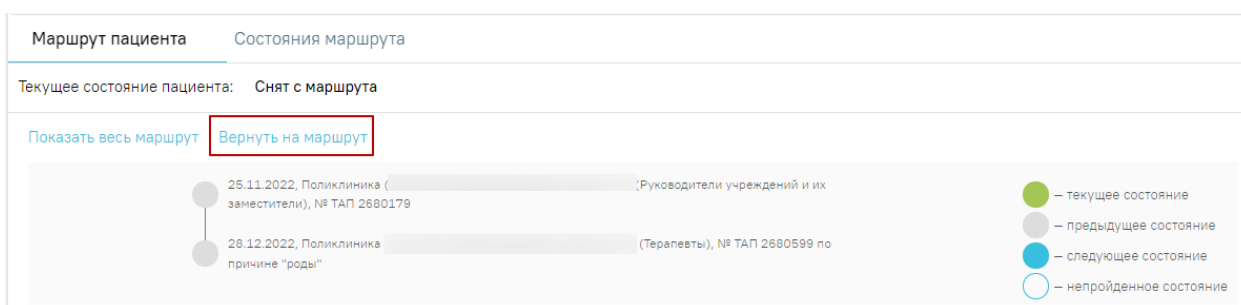 Маршрут пациента Состояния маршрута
Текущее состояние пациента: Снят с маршрута
Показать весь маршрут Вернуть на маршрут
25.11.2022, Поликлиника ( (Руководители учреждений и их
заместители), № ТАП 2680179
28.12.2022, Поликлиника (Терапевты), № ТАП 2680599 по
причине "роды"
– текущее состояние
– предыдущее состояние
– следующее состояние
– непройденное состояние